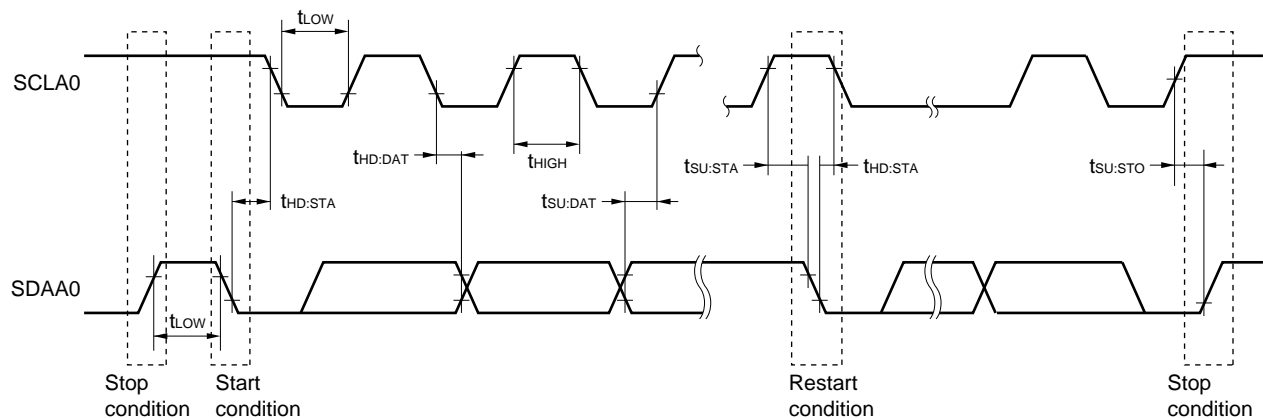 tLOW
SCLA0
tHD:DAT
tHIGH
tSU:STA
tHD:STA
tSU:STO
tHD:STA
tSU:DAT
SDAA0
tLOW
Stop
condition
Start
condition
Restart
condition
Stop
condition